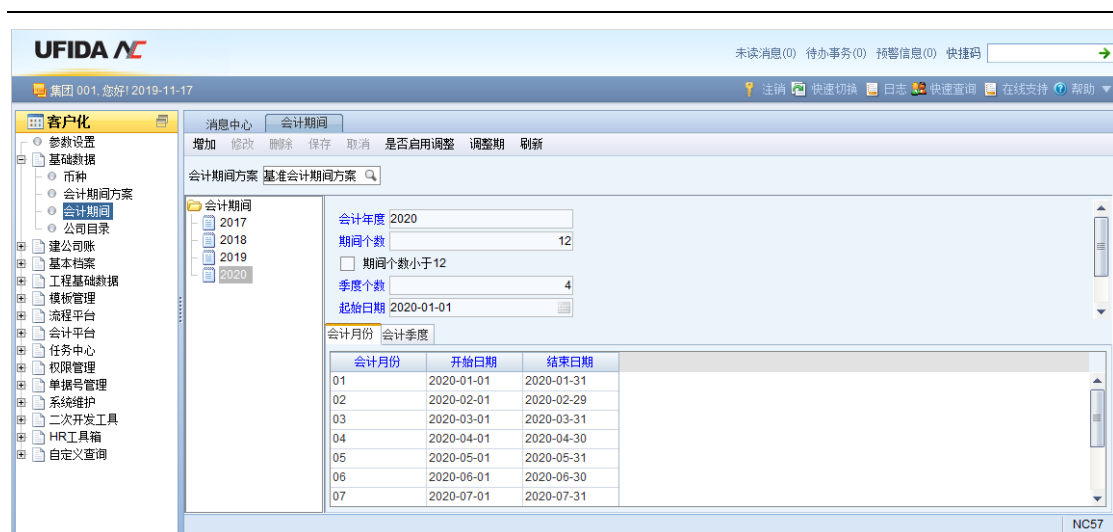 UFIDA NC
未读消息(0) 待办事务(0) 预警信息(0) 快捷码
集团 001, 您好! 2019-11-17
注销 快速切换 日志 快速查询 在线支持 帮助
客户化
参数设置
基础数据
币种
会计期间方案
会计期间
公司目录
建公司账
基本档案
工程基础数据
模板管理
流程平台
会计平台
任务中心
权限管理
单据号管理
系统维护
二次开发工具
HR工具箱
自定义查询
消息中心 会计期间
增加 修改 删除 保存 取消 是否启用调整 调整期 刷新
会计期间方案 基准会计期间方案
会计期间
2017
2018
2019
2020
会计年度 2020
期间个数 12
期间个数小于12
季度个数 4
起始日期 2020-01-01
会计月份 会计季度
会计月份 开始日期 结束日期
01 2020-01-01 2020-01-31
02 2020-02-01 2020-02-29
03 2020-03-01 2020-03-31
04 2020-04-01 2020-04-30
05 2020-05-01 2020-05-31
06 2020-06-01 2020-06-30
07 2020-07-01 2020-07-31
NC57